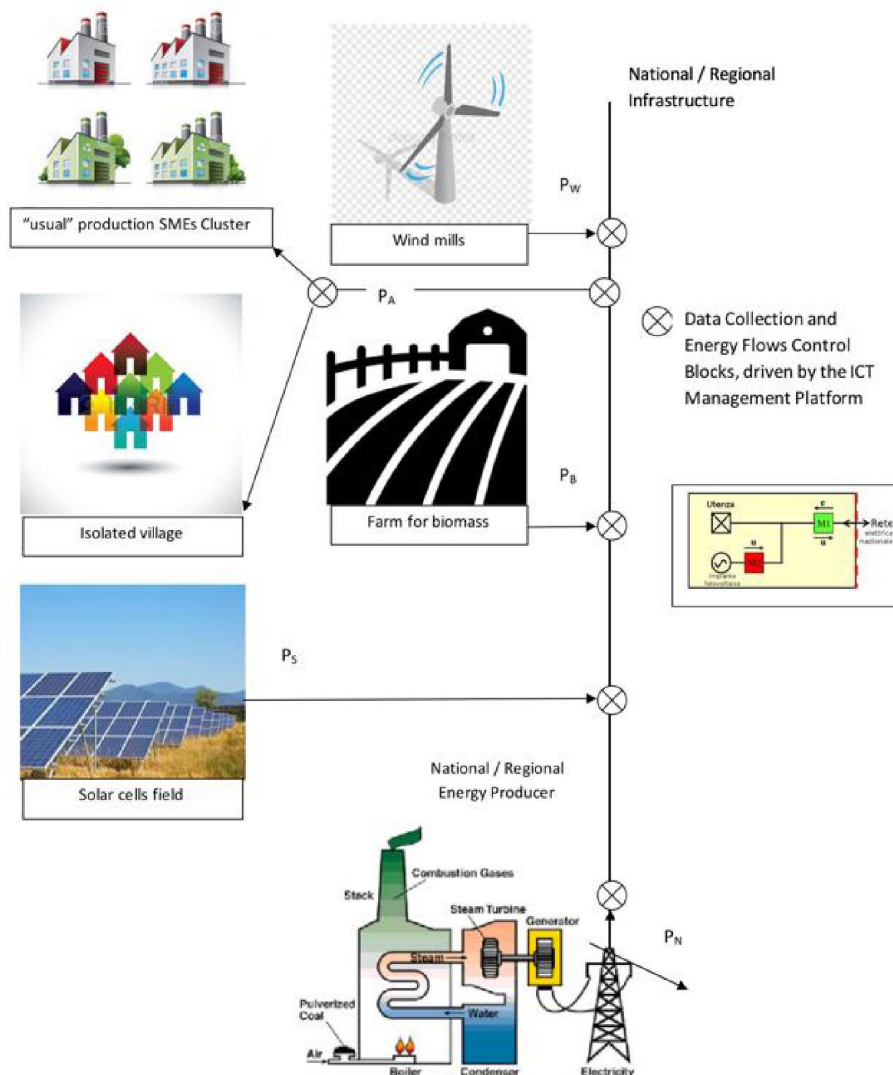 National / Regional
Infrastructure
P_W
"usual" production SMEs Cluster
Wind mills
P_A
Data Collection and
Energy Flows Control
Blocks, driven by the ICT
Management Platform
P_B
Isolated village
Farm for biomass
Utenza
M1
Rete
elettrica
nazionale
u
u
M2
Impianto
fotovoltaico
P_S
Solar cells field
National / Regional
Energy Producer
Combustion Gases
Stack
Steam Turbine
Generator
Steam
P_N
Pulverized
Coal
Water
Air
Boiler
Condenser
Electricity